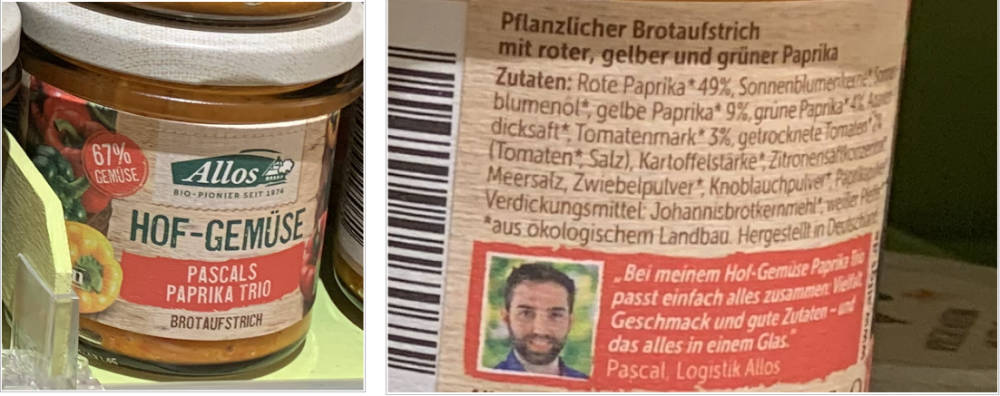 67%
GEMÜSE
Allos
BIO-PIONIER SEIT 1974
HOF-GEMÜSE
PASCALS
PAPRIKA TRIO
BROTAUFSTRICH
Pflanzlicher Brotaufstrich
mit roter, gelber und grüner Paprika
Zutaten: Rote Paprika* 49%, Sonnenblumenkerne*, Sonnen-
blumenöl*, gelbe Paprika* 9%, grüne Paprika* 4%,
dicksaft*, Tomatenmark* 3%, getrocknete Tomaten*
(Tomaten*, Salz), Kartoffelstärke*, Zitronensaftkonzentrat*,
Meersalz, Zwiebelpulver*, Knoblauchpulver*,
Verdickungsmittel: Johannisbrotkernmehl*, weißer Pfeffer*
*aus ökologischem Landbau. Hergestellt in Deutschland.
„Bei meinem Hof-Gemüse Paprika Trio
passt einfach alles zusammen: Vielfalt,
Geschmack und gute Zutaten – und
das alles in einem Glas."
Pascal, Logistik Allos